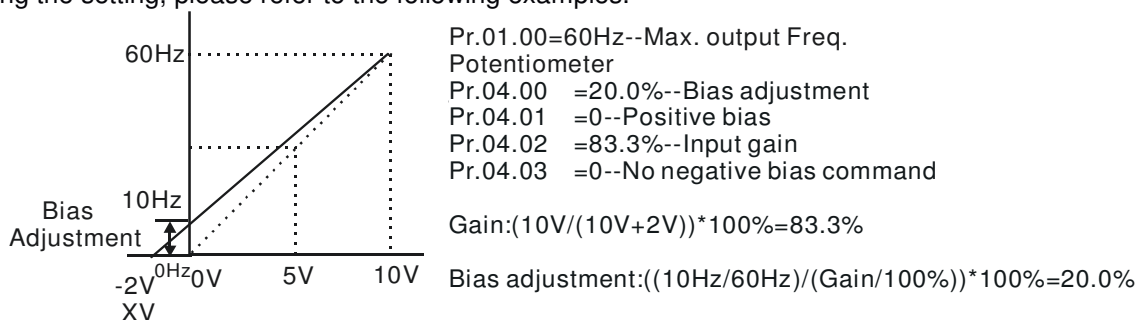 ng the setting, please refer to the following examples.
60Hz
10Hz
Bias
Adjustment
-2V
0Hz
0V
5V
10V
XV
Pr.01.00=60Hz--Max. output Freq.
Potentiometer
Pr.04.00 =20.0%--Bias adjustment
Pr.04.01 =0--Positive bias
Pr.04.02 =83.3%--Input gain
Pr.04.03 =0--No negative bias command
Gain:(10V/(10V+2V))*100%=83.3%
Bias adjustment:((10Hz/60Hz)/(Gain/100%))*100%=20.0%